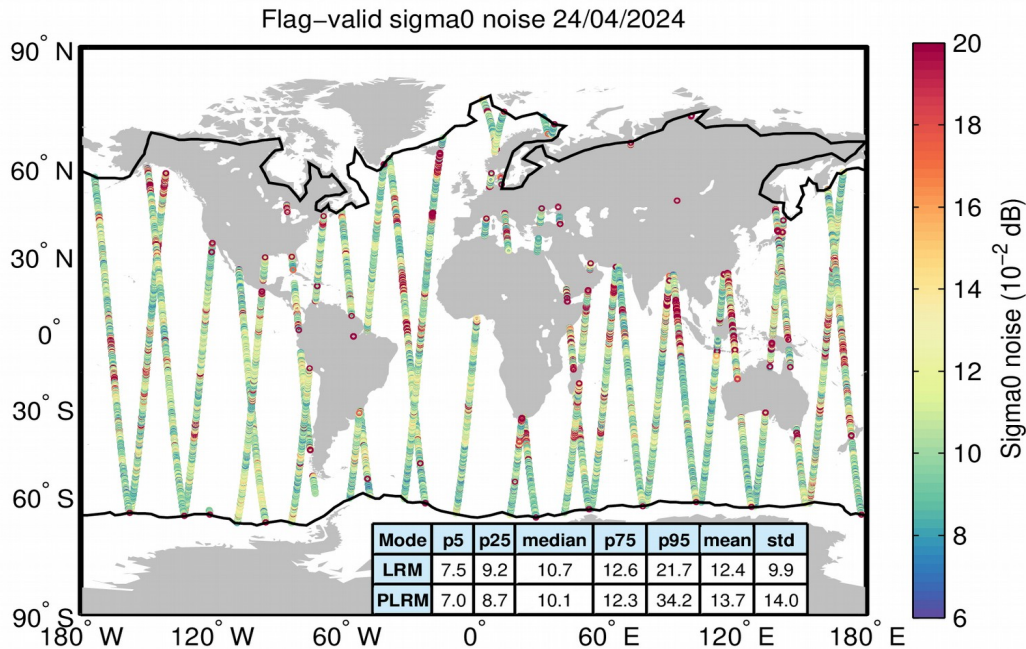 Flag−valid sigma0 noise 24/04/2024
90° N
60° N
30° N
0°
30° S
60° S
90° S
180° W
120° W
60° W
0°
60° E
120° E
180° E
Mode p5 p25 median p75 p95 mean std
LRM 7.5 9.2 10.7 12.6 21.7 12.4 9.9
PLRM 7.0 8.7 10.1 12.3 34.2 13.7 14.0
20
18
16
14
12
10
8
6
Sigma0 noise (10⁻² dB)